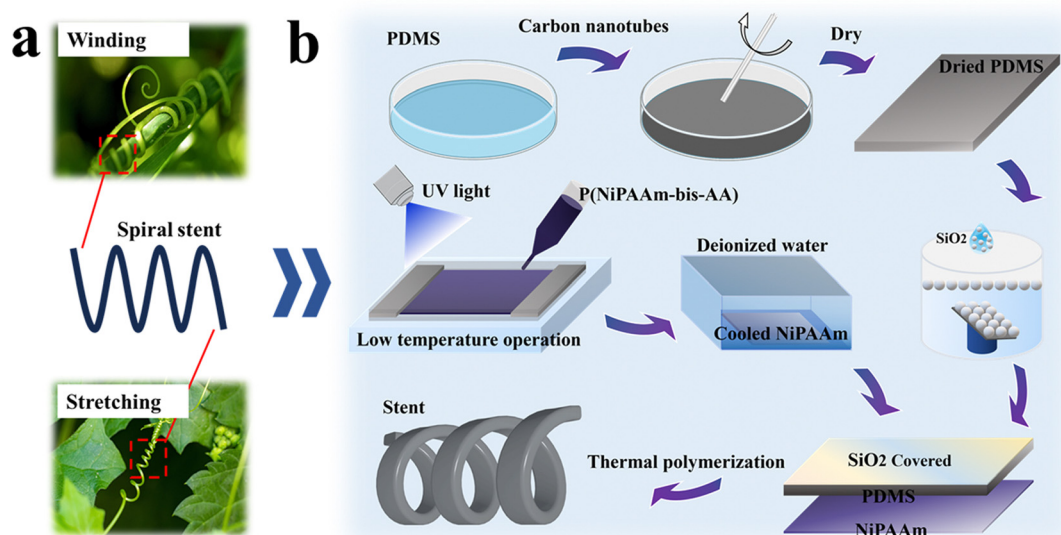 a
Winding
Spiral stent
Stretching
b
PDMS
Carbon nanotubes
Dry
Dried PDMS
UV light
P(NiPAAm-bis-AA)
Low temperature operation
Deionized water
Cooled NiPAAm
SiO2
Stent
Thermal polymerization
SiO2 Covered
PDMS
NiPAAm